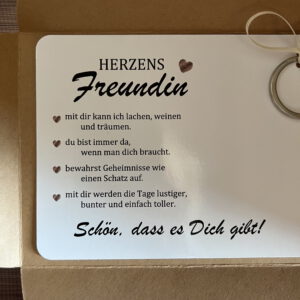 HERZENS
Freundin
mit dir kann ich lachen, weinen
und träumen.
du bist immer da,
wenn man dich braucht.
bewahrst Geheimnisse wie
einen Schatz auf.
mit dir werden die Tage lustiger,
bunter und einfach toller.
Schön, dass es Dich gibt!